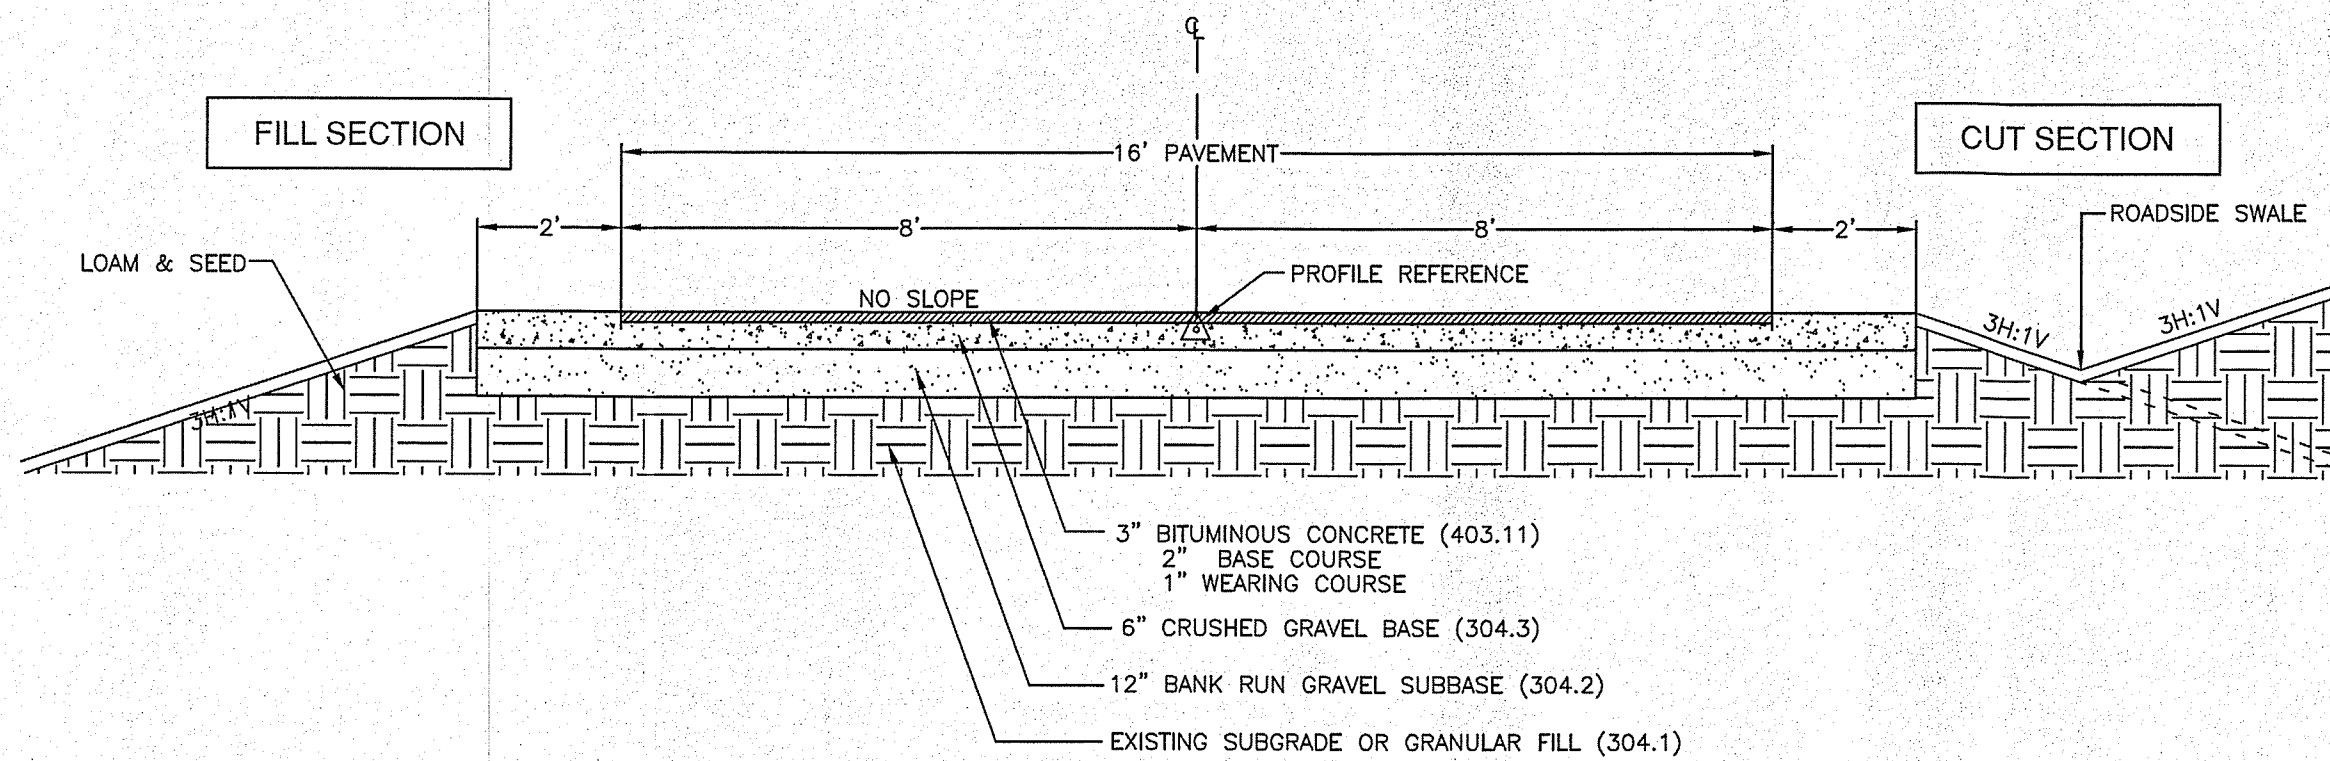 ℄
FILL SECTION
CUT SECTION
16' PAVEMENT
2'
8'
8'
2'
ROADSIDE SWALE
LOAM & SEED
PROFILE REFERENCE
NO SLOPE
3H:1V
3H:1V
3H:1V
3" BITUMINOUS CONCRETE (403.11)
2" BASE COURSE
1" WEARING COURSE
6" CRUSHED GRAVEL BASE (304.3)
12" BANK RUN GRAVEL SUBBASE (304.2)
EXISTING SUBGRADE OR GRANULAR FILL (304.1)